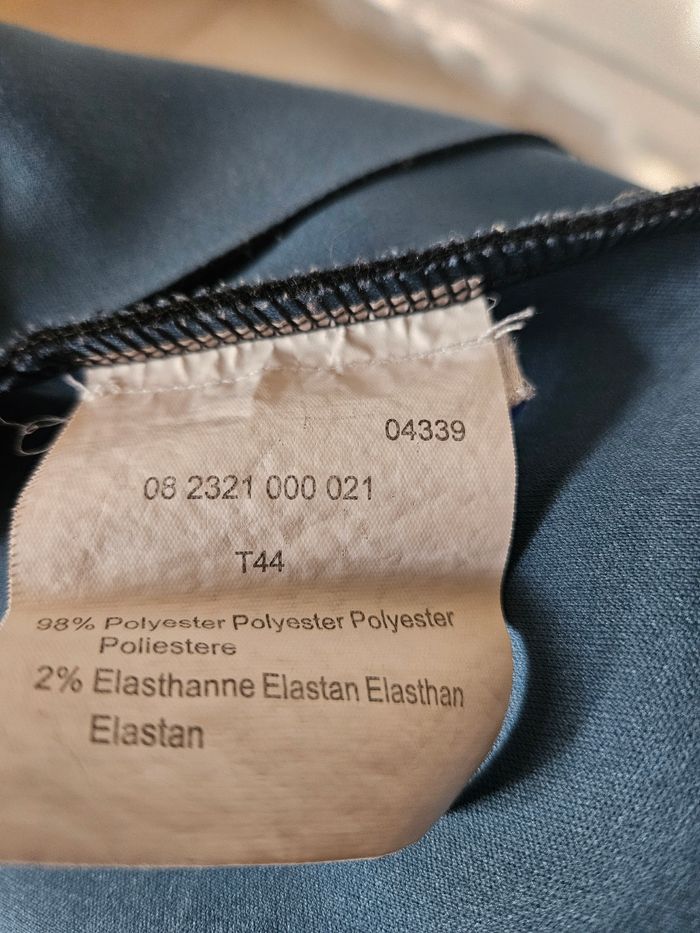 04339
08 2321 000 021
T44
98% Polyester Polyester Polyester
Poliestere
2% Elasthanne Elastan Elasthan
Elastan